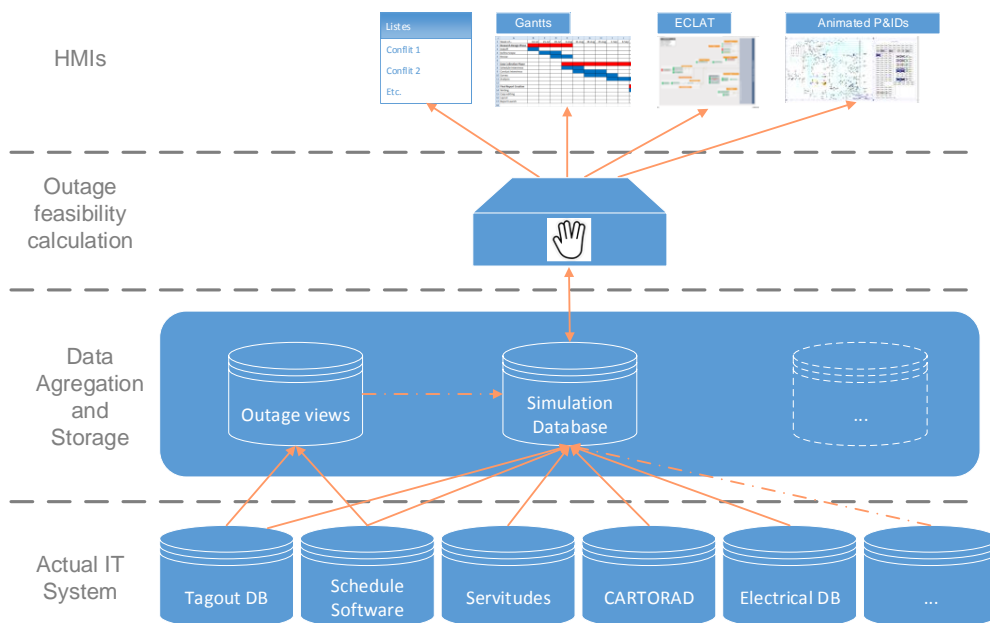 HMIs
Listes
Conflit 1
Conflit 2
Etc.
Gantts
ECLAT
Animated P&IDs
Outage
feasibility
calculation
Data
Agregation
and
Storage
Outage views
Simulation
Database
...
Actual IT
System
Tagout DB
Schedule
Software
Servitudes
CARTORAD
Electrical DB
...